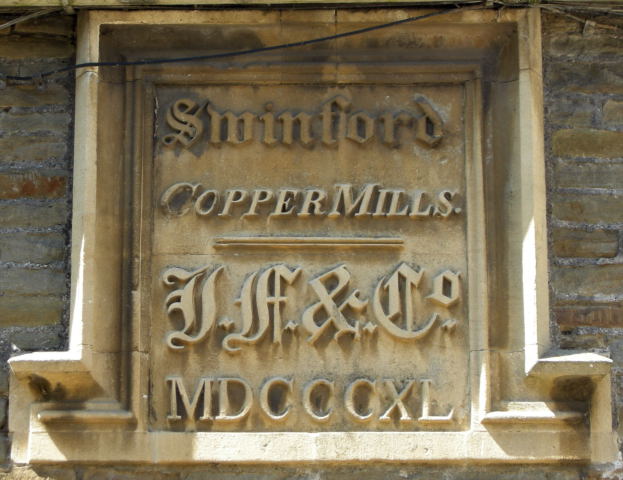 Swinford
COPPER MILLS.
J.F. & Co.
MDCCCXL